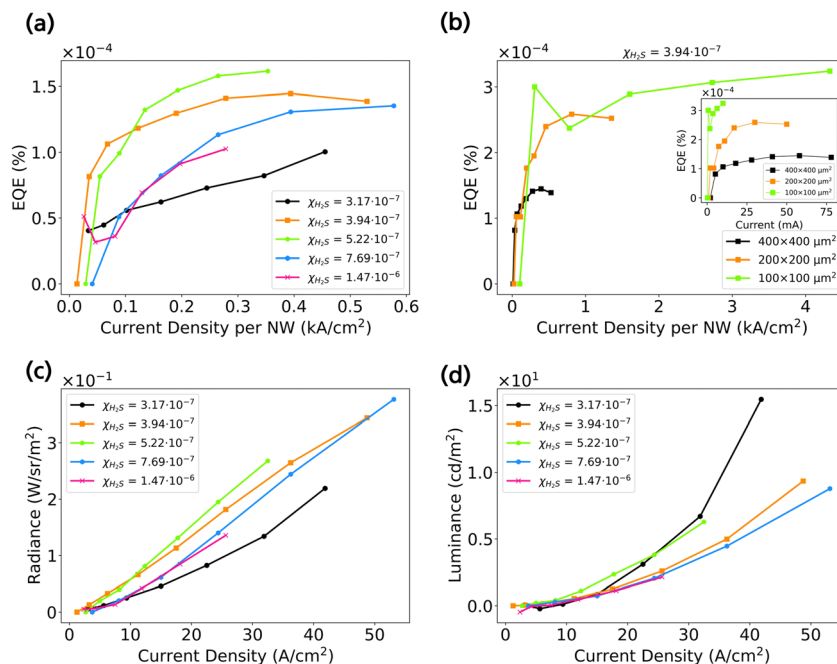 (a)
×10⁻⁴
EQE (%)
1.5
1.0
0.5
0.0
0.0 0.1 0.2 0.3 0.4 0.5 0.6
Current Density per NW (kA/cm²)
χH₂S = 3.17·10⁻⁷
χH₂S = 3.94·10⁻⁷
χH₂S = 5.22·10⁻⁷
χH₂S = 7.69·10⁻⁷
χH₂S = 1.47·10⁻⁶
(b)
×10⁻⁴
χH₂S = 3.94·10⁻⁷
EQE (%)
3
2
1
0
0 1 2 3 4
Current Density per NW (kA/cm²)
×10⁻⁴
EQE (%)
3
2
1
0
0 25 50 75
Current (mA)
400×400 μm²
200×200 μm²
100×100 μm²
400×400 μm²
200×200 μm²
100×100 μm²
(c)
×10⁻¹
Radiance (W/sr/m²)
3
2
1
0
0 10 20 30 40 50
Current Density (A/cm²)
χH₂S = 3.17·10⁻⁷
χH₂S = 3.94·10⁻⁷
χH₂S = 5.22·10⁻⁷
χH₂S = 7.69·10⁻⁷
χH₂S = 1.47·10⁻⁶
(d)
×10¹
Luminance (cd/m²)
1.5
1.0
0.5
0.0
0 10 20 30 40 50
Current Density (A/cm²)
χH₂S = 3.17·10⁻⁷
χH₂S = 3.94·10⁻⁷
χH₂S = 5.22·10⁻⁷
χH₂S = 7.69·10⁻⁷
χH₂S = 1.47·10⁻⁶